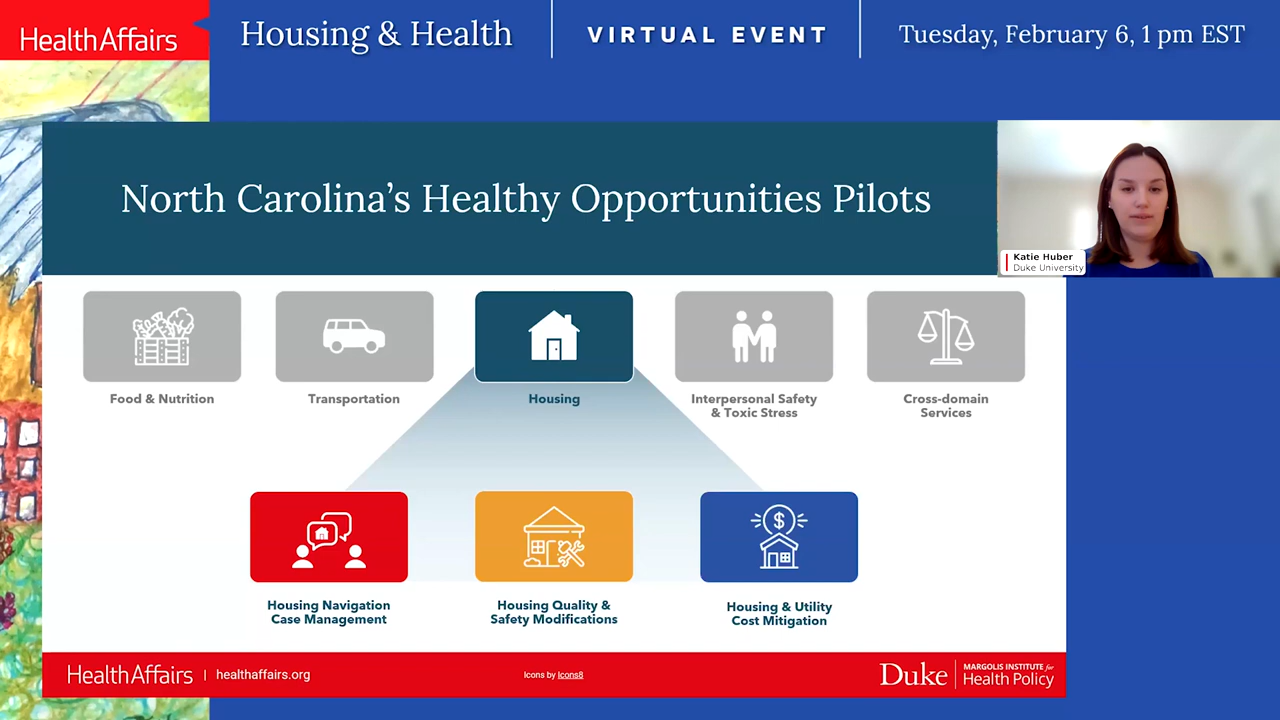 HealthAffairs
Housing & Health
VIRTUAL EVENT
Tuesday, February 6, 1 pm EST
North Carolina's Healthy Opportunities Pilots
Katie Huber
Duke University
Food & Nutrition
Transportation
Housing
Interpersonal Safety
& Toxic Stress
Cross-domain
Services
Housing Navigation
Case Management
Housing Quality &
Safety Modifications
$
Housing & Utility
Cost Mitigation
HealthAffairs | healthaffairs.org
Icons by Icons8
Duke
MARGOLIS INSTITUTE for
Health Policy